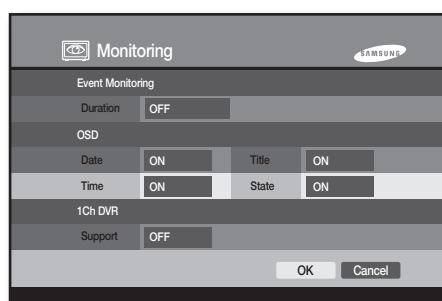 Monitoring
SAMSUNG
Event Monitoring
Duration OFF
OSD
Date ON Title ON
Time ON State ON
1Ch DVR
Support OFF
OK Cancel